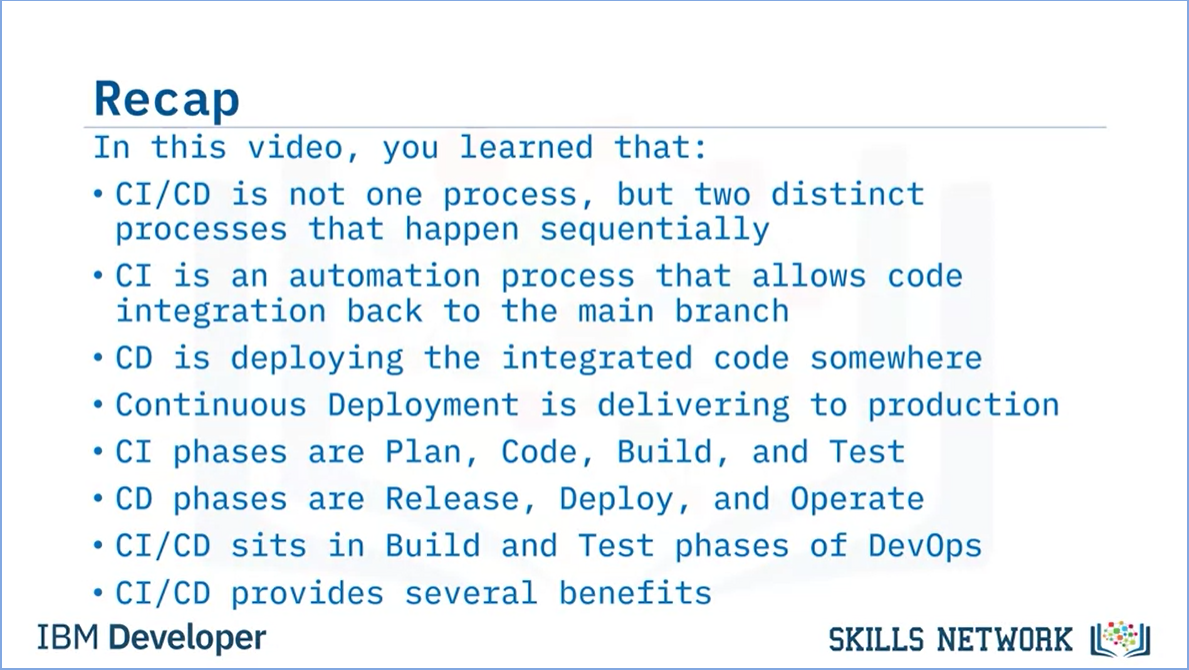 Recap
In this video, you learned that:
• CI/CD is not one process, but two distinct
processes that happen sequentially
• CI is an automation process that allows code
integration back to the main branch
• CD is deploying the integrated code somewhere
• Continuous Deployment is delivering to production
• CI phases are Plan, Code, Build, and Test
• CD phases are Release, Deploy, and Operate
• CI/CD sits in Build and Test phases of DevOps
• CI/CD provides several benefits
IBM Developer
SKILLS NETWORK